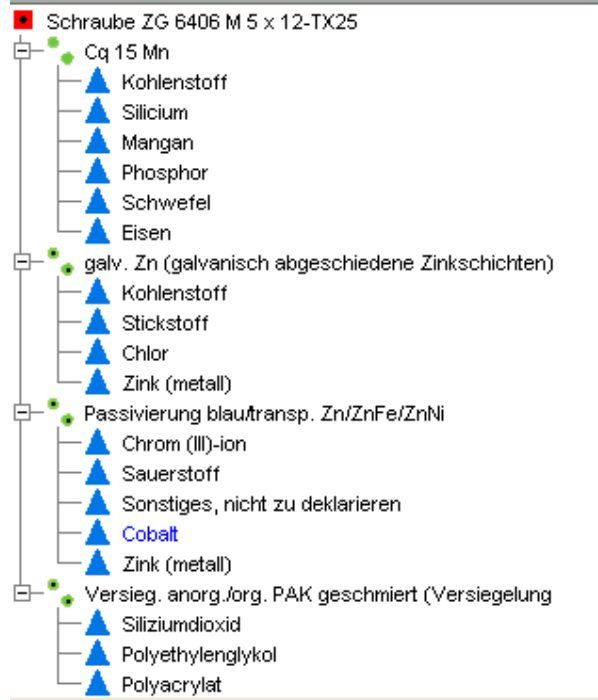 Schraube ZG 6406 M 5 x 12-TX25
Cq 15 Mn
Kohlenstoff
Silicium
Mangan
Phosphor
Schwefel
Eisen
galv. Zn (galvanisch abgeschiedene Zinkschichten)
Kohlenstoff
Stickstoff
Chlor
Zink (metall)
Passivierung blau/transp. Zn/ZnFe/ZnNi
Chrom (III)-ion
Sauerstoff
Sonstiges, nicht zu deklarieren
Cobalt
Zink (metall)
Versieg. anorg./org. PAK geschmiert (Versiegelung
Siliziumdioxid
Polyethylenglykol
Polyacrylat